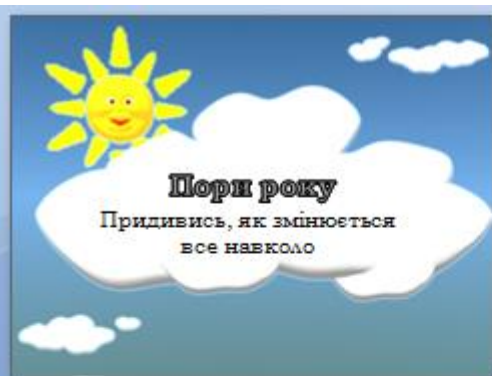 Пори року
Придивись, як змінюється
все навколо